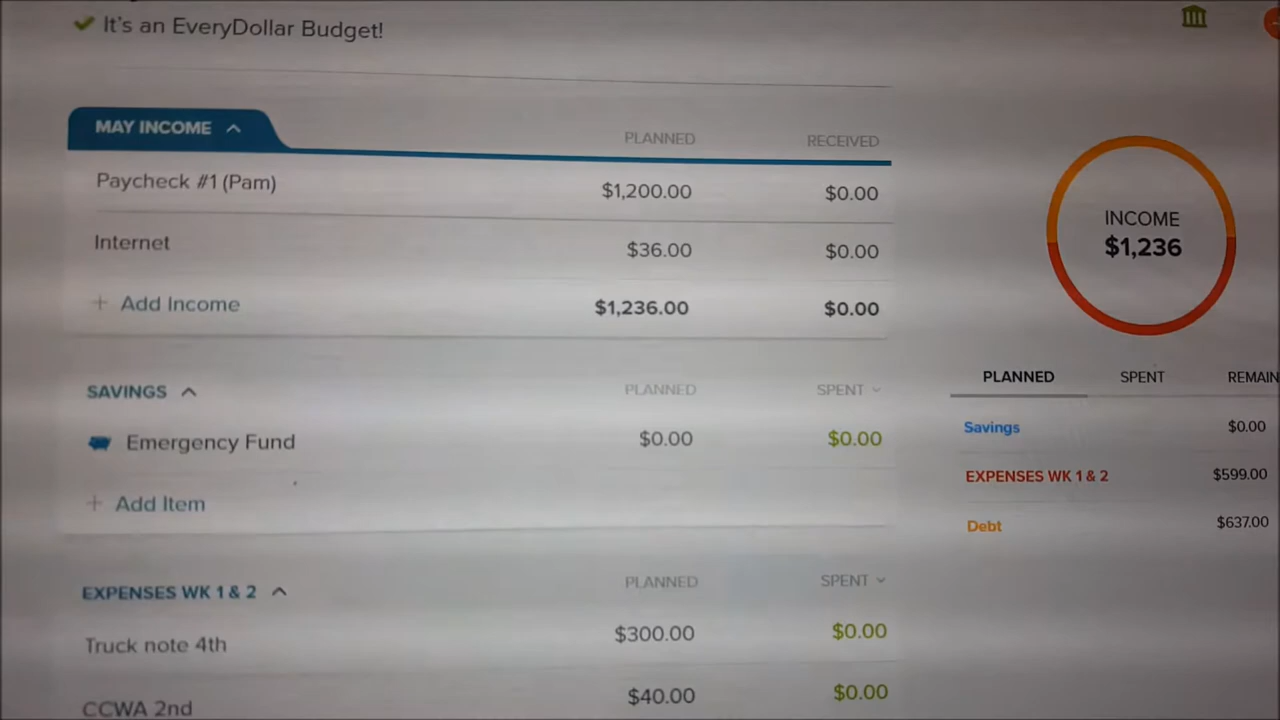 It's an EveryDollar Budget!
MAY INCOME PLANNED RECEIVED
Paycheck #1 (Pam) $1,200.00 $0.00
Internet $36.00 $0.00
+ Add Income $1,236.00 $0.00
SAVINGS PLANNED SPENT
Emergency Fund $0.00 $0.00
+ Add Item
EXPENSES WK 1 & 2 PLANNED SPENT
Truck note 4th $300.00 $0.00
CCWA 2nd $40.00 $0.00
INCOME
$1,236
PLANNED SPENT REMAIN
Savings $0.00
EXPENSES WK 1 & 2 $599.00
Debt $637.00